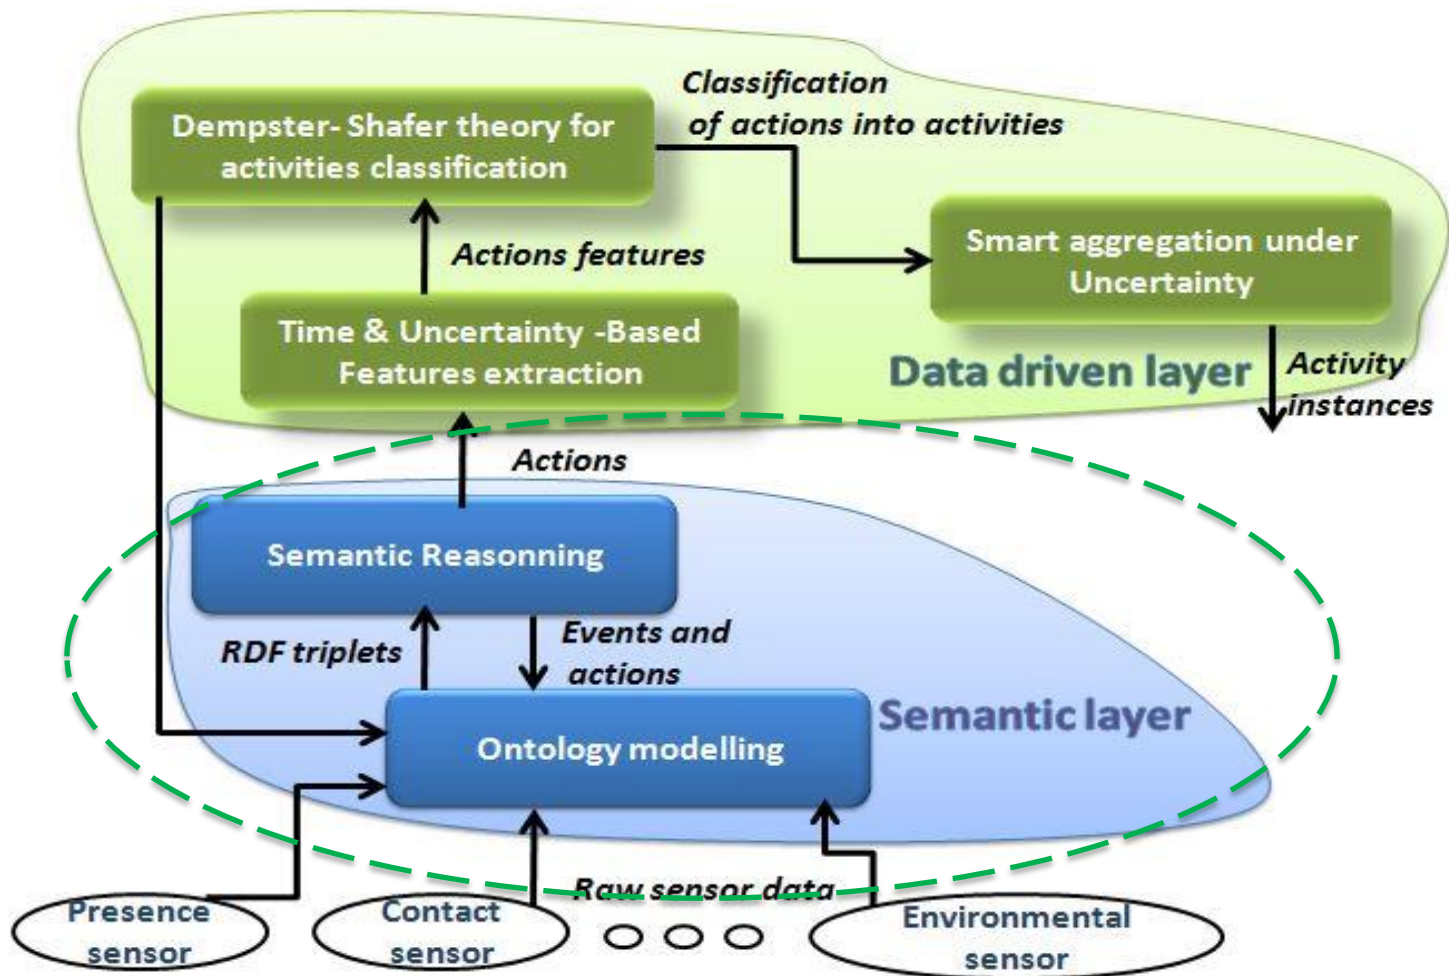 Classification
of actions into activities
Dempster- Shafer theory for
activities classification
Smart aggregation under
Uncertainty
Actions features
Time & Uncertainty -Based
Features extraction
Data driven layer
Activity
instances
Actions
Semantic Reasonning
RDF triplets
Events and
actions
Semantic layer
Ontology modelling
Raw sensor data
Presence
sensor
Contact
sensor
Environmental
sensor